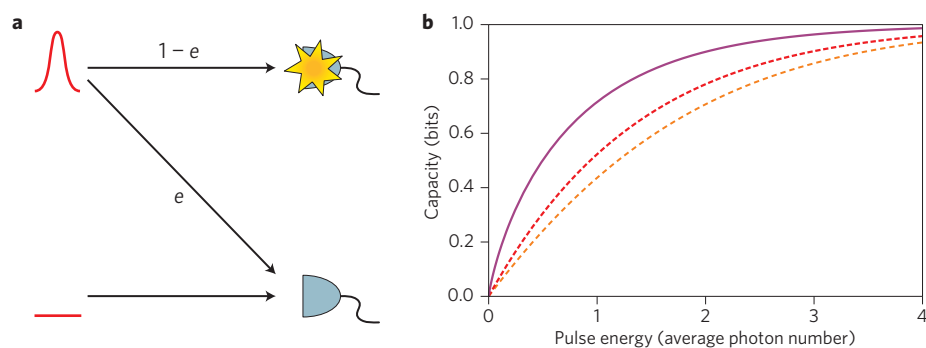 a
1 – e
e
b
1.0
0.8
0.6
0.4
0.2
0.0
Capacity (bits)
0 1 2 3 4
Pulse energy (average photon number)